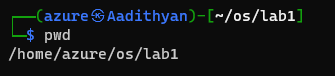 ┌──(azure㉿Aadithyan)-[~/os/lab1]
└─$ pwd
/home/azure/os/lab1